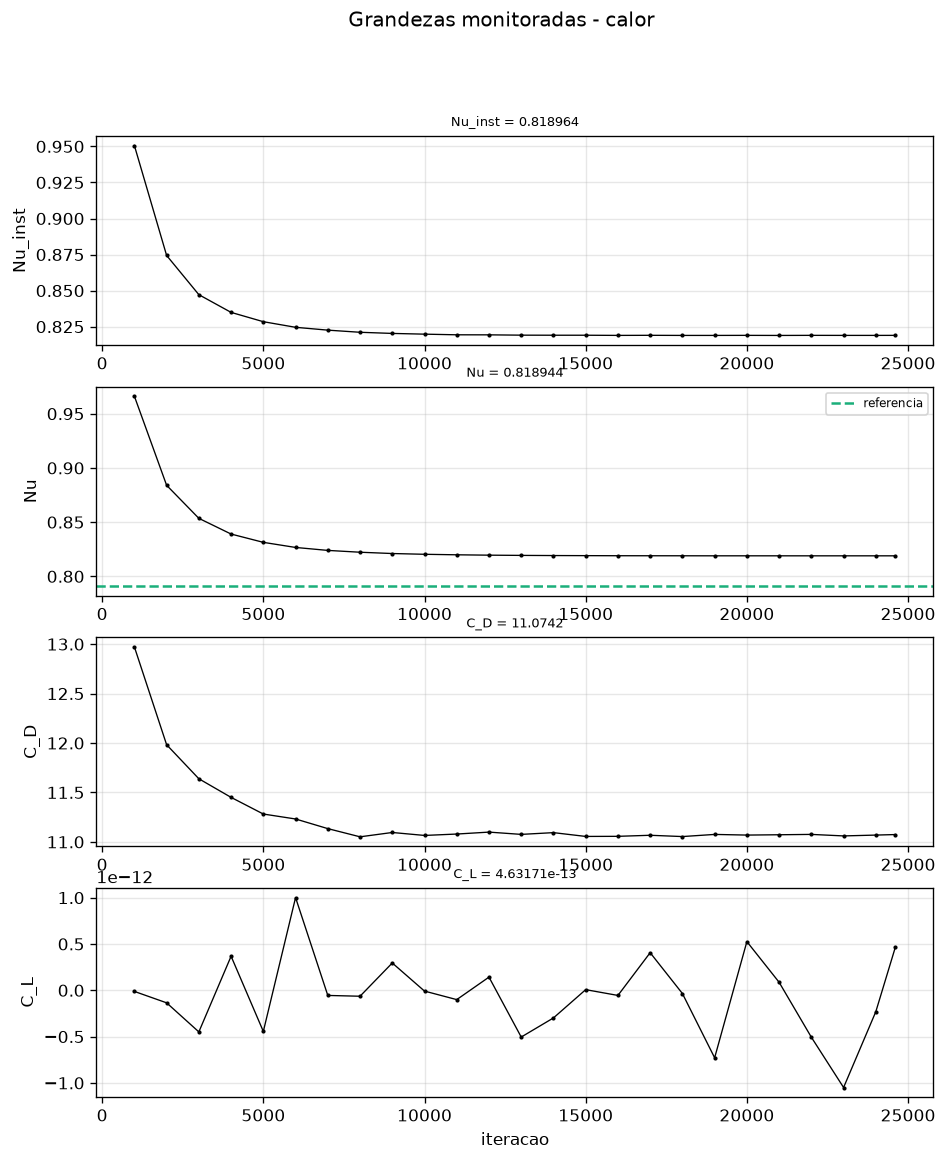 Grandezas monitoradas - calor
Nu_inst = 0.818964
Nu_inst
0.950
0.925
0.900
0.875
0.850
0.825
0 5000 10000 15000 20000 25000
Nu = 0.818944
Nu
referencia
0.95
0.90
0.85
0.80
0 5000 10000 15000 20000 25000
C_D = 11.0742
C_D
13.0
12.5
12.0
11.5
11.0
0 5000 10000 15000 20000 25000
C_L = 4.63171e-13
1e−12
C_L
1.0
0.5
0.0
−0.5
−1.0
0 5000 10000 15000 20000 25000
iteracao